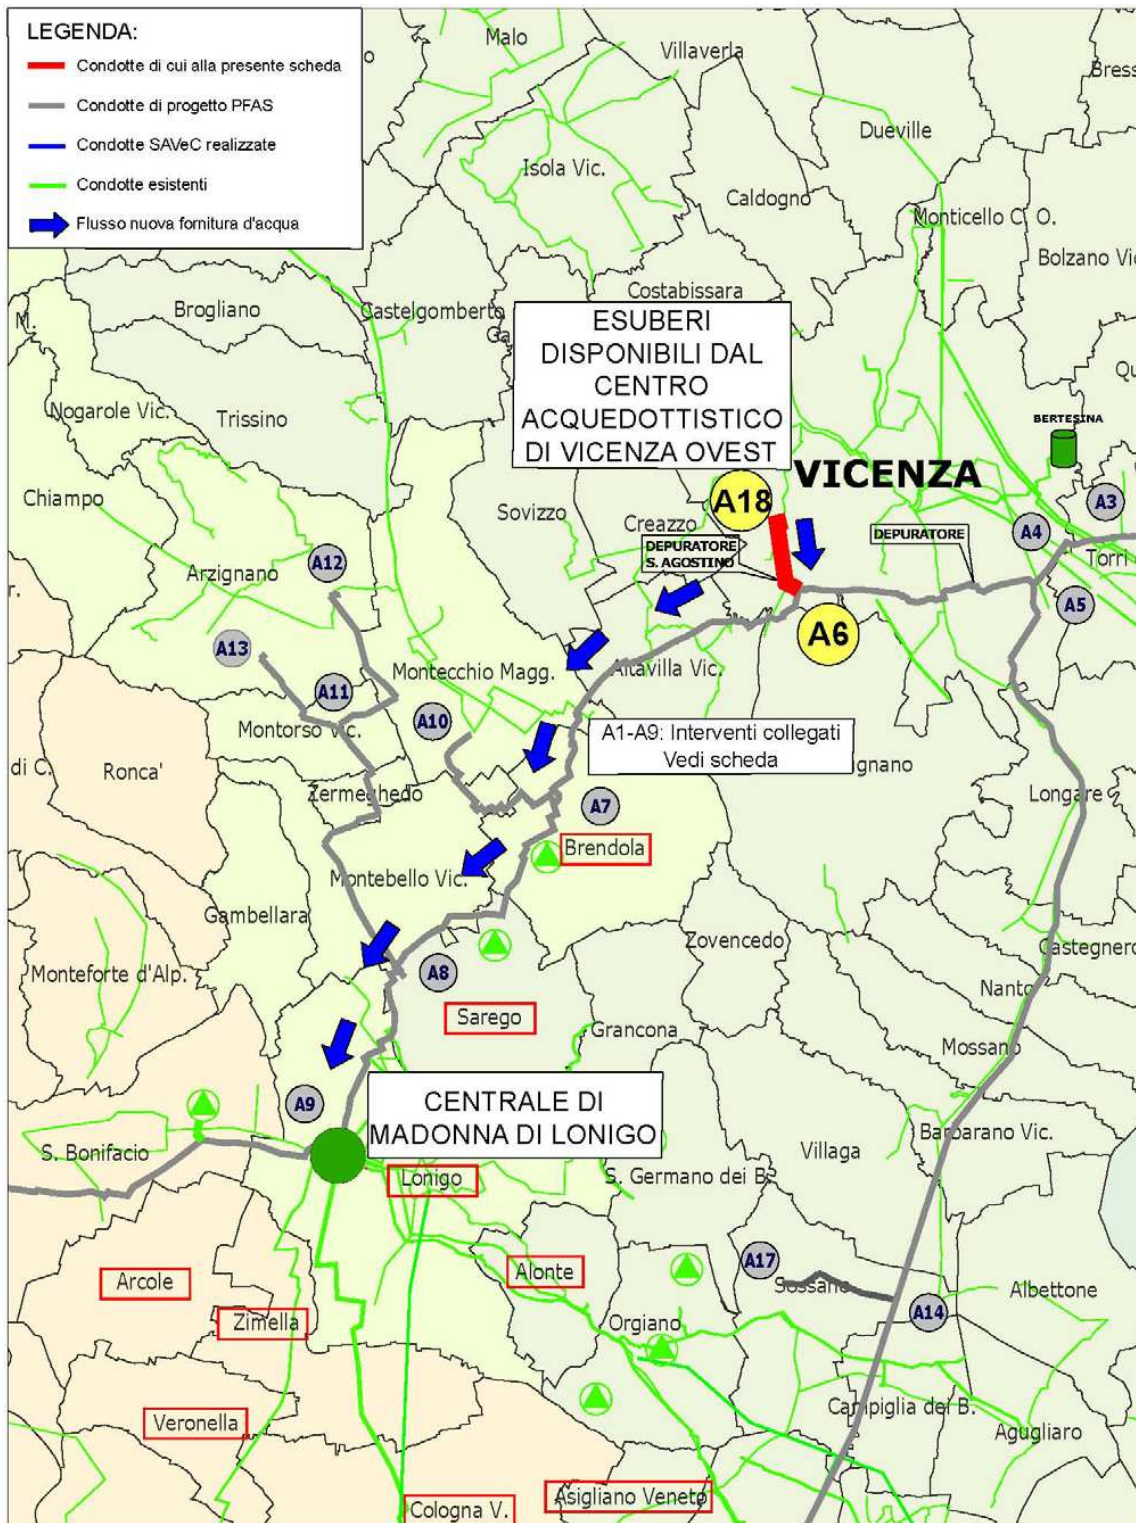 LEGENDA:
Condotte di cui alla presente scheda
Condotte di progetto PFAS
Condotte SAVeC realizzate
Condotte esistenti
Flusso nuova fornitura d'acqua
Malo
Villaverla
Dueville
Isola Vic.
Caldogno
Monticello C. O.
Costabissara
Brogliano
Castelgomberto
M.
ESUBERI
DISPONIBILI DAL
CENTRO
ACQUEDOTTISTICO
DI VICENZA OVEST
Nogarole Vic.
Trissino
BERTESINA
VICENZA
Chiampo
Sovizzo
A18
Creazzo
A3
A4
DEPURATORE
S. AGOSTINO
DEPURATORE
Torri
A12
Arzignano
A5
A6
A13
Montecchio Magg.
Altavilla Vic.
A11
A10
Montorso Vic.
A1-A9: Interventi collegati
Vedi scheda
di C.
Ronca'
ignano
Zermeghedo
A7
Longare
Brendola
Montebello Vic.
Gambellara
Zovencedo
Castegnero
Monteforte d'Alp.
A8
Nanto
Sarego
Grancona
Mossano
A9
CENTRALE DI
MADONNA DI LONIGO
S. Bonifacio
Villaga
Barbarano Vic.
Lonigo
S. Germano dei B.
A17
Arcole
Alonte
Sossano
Albettone
Zimella
Orgiano
A14
Veronella
Campiglia dei B.
Agugliaro
Cologna V.
Asigliano Veneto